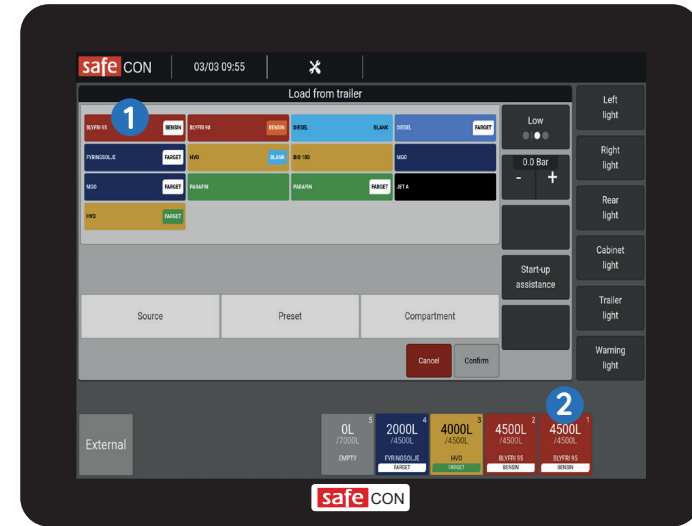 safe CON
03/03 09:55
Load from trailer
1
BLYFRI 95 BENSIN
BLYFRI 98 BENSIN
DIESEL BLANK
DIESEL FARGET
FYRINGSOLJE FARGET
HVO BLANK
BIO 100
MGO
MGO FARGET
PARAFIN
PARAFIN FARGET
JET A
HVO FARGET
Source
Preset
Compartment
Cancel
Confirm
Low
0.0 Bar
- +
Start-up
assistance
Left
light
Right
light
Rear
light
Cabinet
light
Trailer
light
Warning
light
External
5
0L
/7000L
EMPTY
4
2000L
/4500L
FYRINGSOLJE
FARGET
3
4000L
/4500L
HVO
FARGET
2
4500L
/4500L
BLYFRI 95
BENSIN
2
1
4500L
/4500L
BLYFRI 95
BENSIN
safe CON